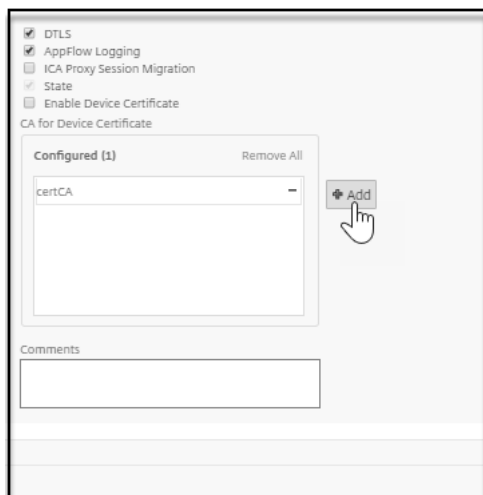 DTLS
AppFlow Logging
ICA Proxy Session Migration
State
Enable Device Certificate
CA for Device Certificate
Configured (1) Remove All
certCA
Add
Comments